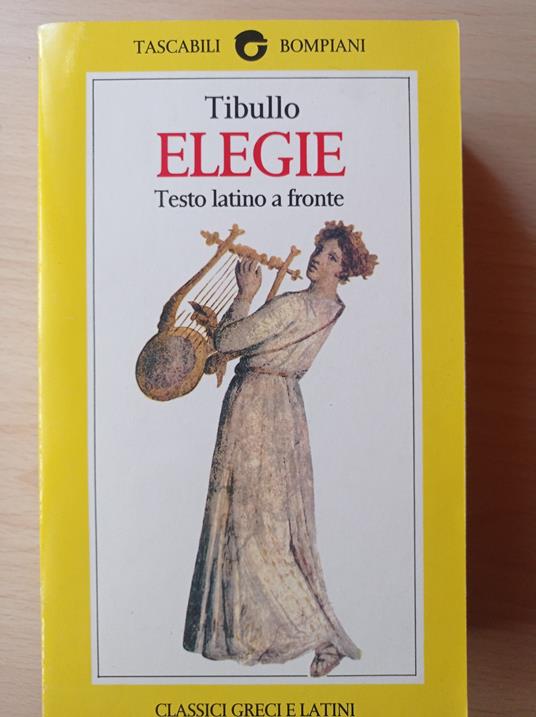 TASCABILI BOMPIANI
Tibullo
ELEGIE
Testo latino a fronte
CLASSICI GRECI E LATINI